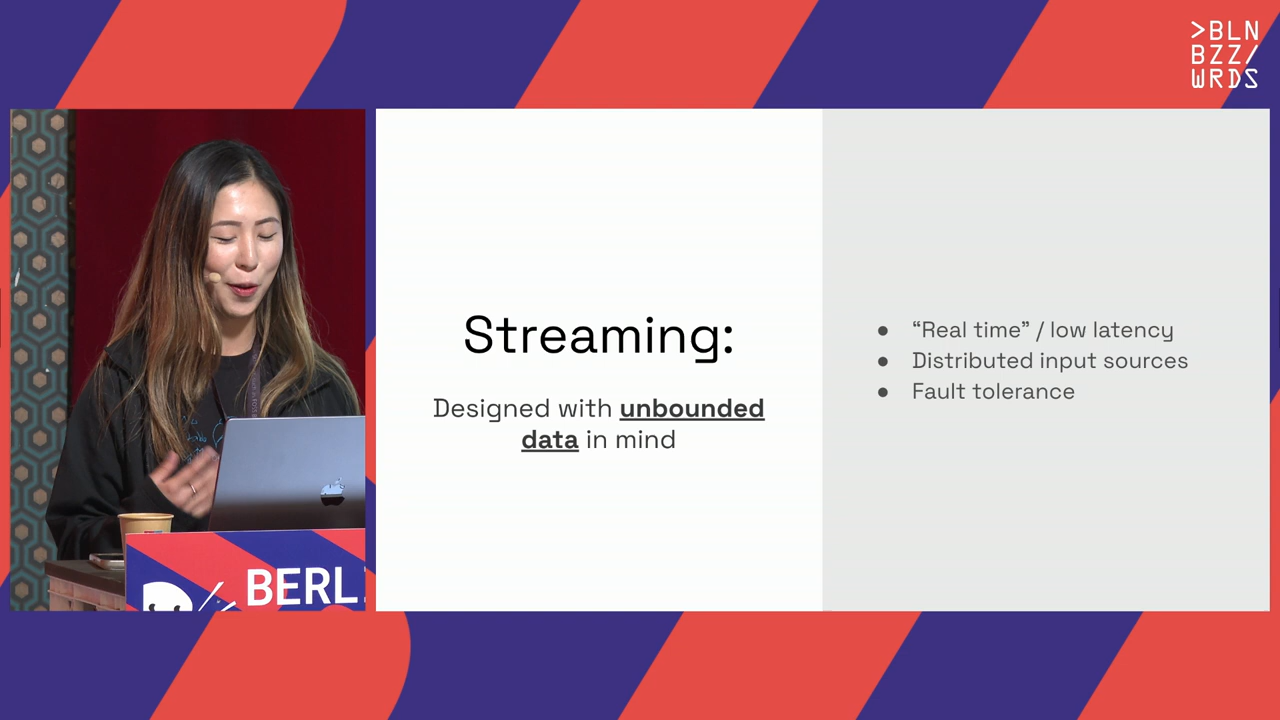 >BLN
BZZ/
WRDS
Streaming:
Designed with unbounded
data in mind
● “Real time” / low latency
● Distributed input sources
● Fault tolerance
BERL